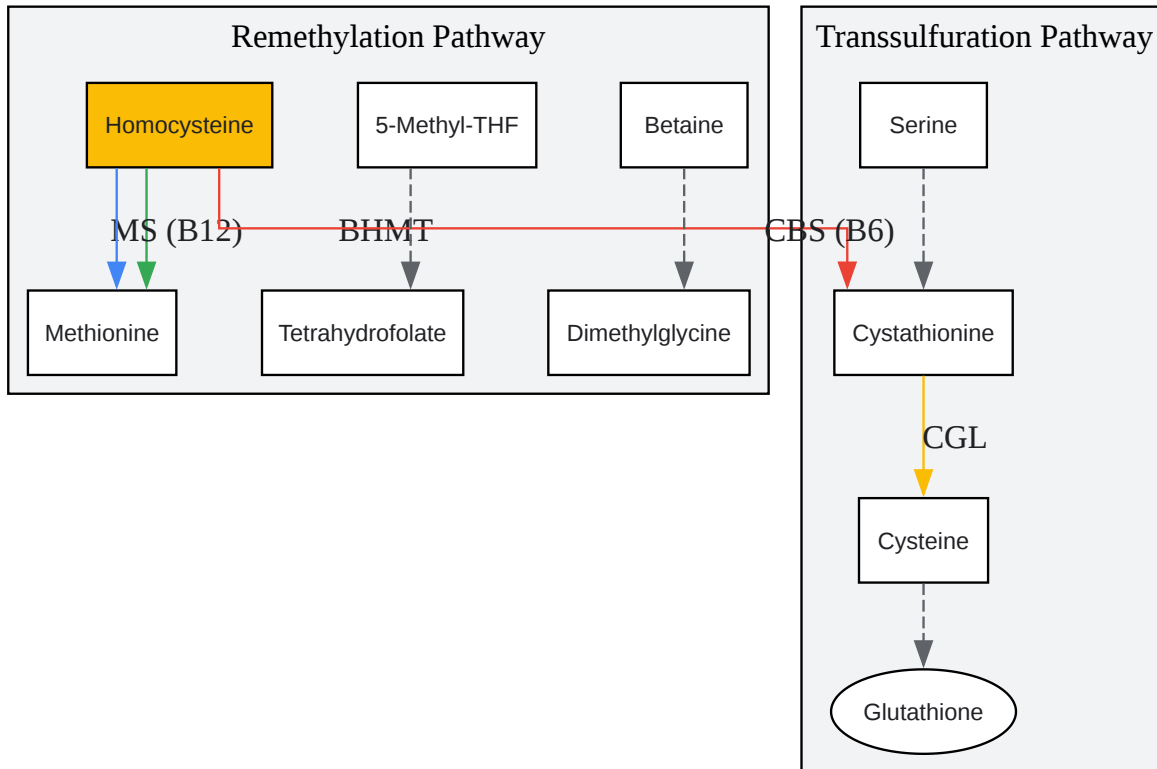 Remethylation Pathway
Transsulfuration Pathway
Homocysteine
5-Methyl-THF
Betaine
Serine
MS (B12)
BHMT
CBS (B6)
Methionine
Tetrahydrofolate
Dimethylglycine
Cystathionine
CGL
Cysteine
Glutathione